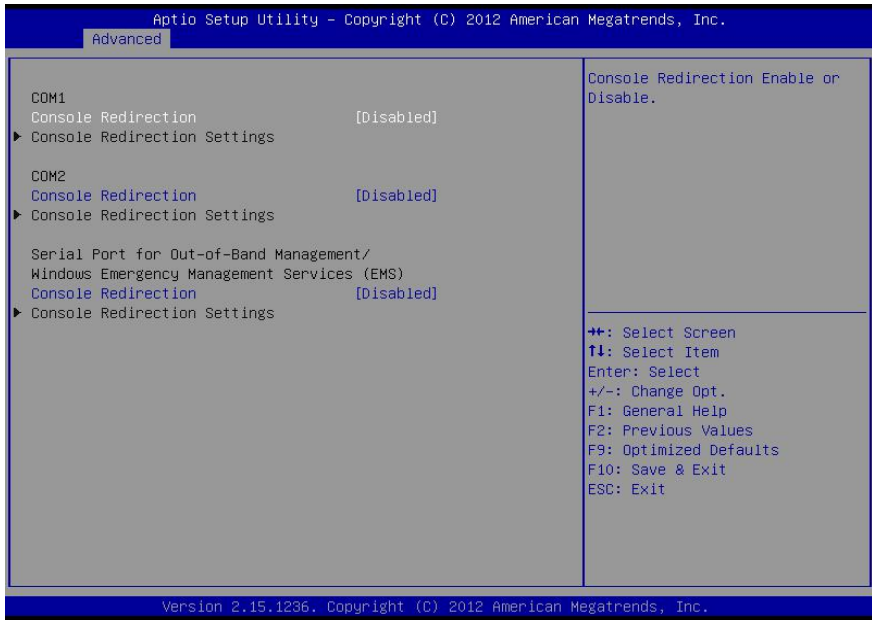 Aptio Setup Utility – Copyright (C) 2012 American Megatrends, Inc.
Advanced
COM1
Console Redirection [Disabled]
Console Redirection Settings
COM2
Console Redirection [Disabled]
Console Redirection Settings
Serial Port for Out-of-Band Management/
Windows Emergency Management Services (EMS)
Console Redirection [Disabled]
Console Redirection Settings
Console Redirection Enable or
Disable.
→←: Select Screen
↑↓: Select Item
Enter: Select
+/-: Change Opt.
F1: General Help
F2: Previous Values
F9: Optimized Defaults
F10: Save & Exit
ESC: Exit
Version 2.15.1236. Copyright (C) 2012 American Megatrends, Inc.